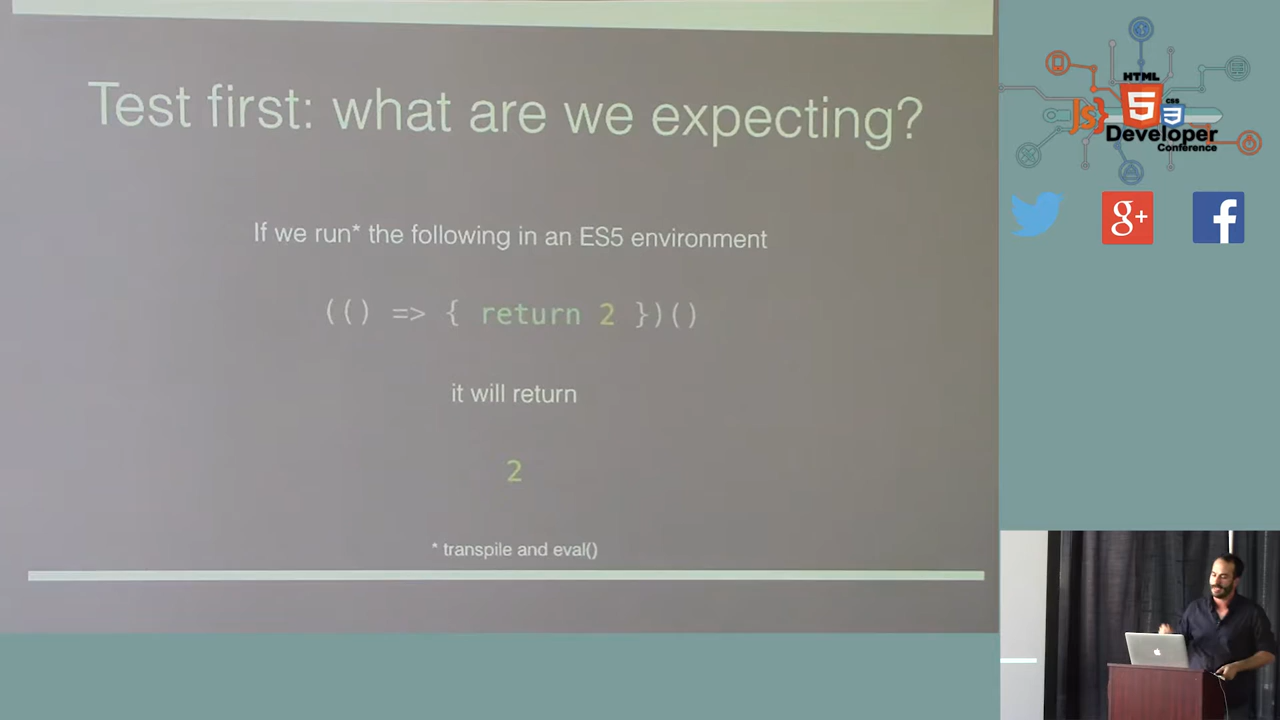 Test first: what are we expecting?
If we run* the following in an ES5 environment
(() => { return 2 })()
it will return
2
* transpile and eval()
HTML
JS}
5
CSS
3
Developer
Conference
g+
f